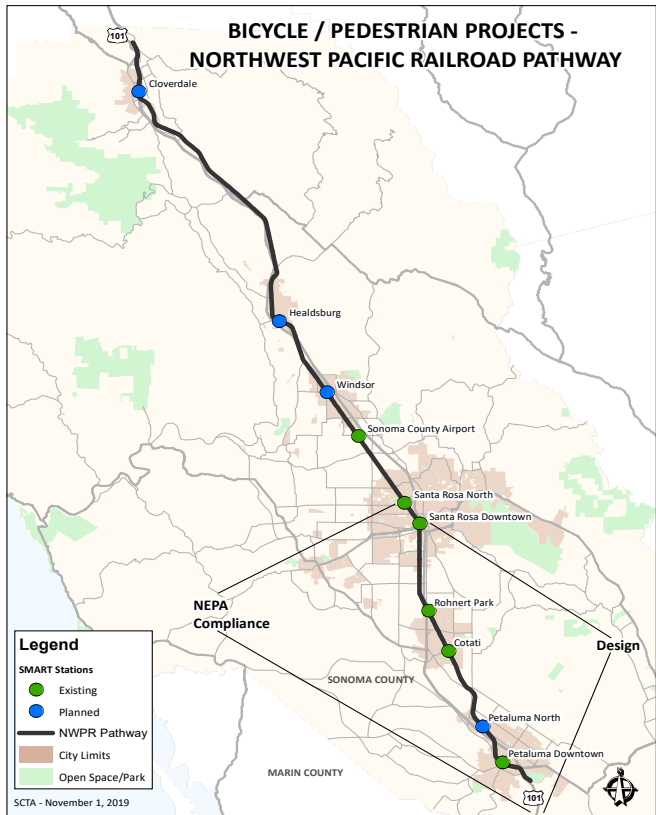 BICYCLE / PEDESTRIAN PROJECTS -
NORTHWEST PACIFIC RAILROAD PATHWAY
101
Cloverdale
Healdsburg
Windsor
Sonoma County Airport
Santa Rosa North
Santa Rosa Downtown
NEPA
Compliance
Rohnert Park
Cotati
Design
SONOMA COUNTY
Petaluma North
Petaluma Downtown
MARIN COUNTY
101
Legend
SMART Stations
Existing
Planned
NWPR Pathway
City Limits
Open Space/Park
SCTA - November 1, 2019